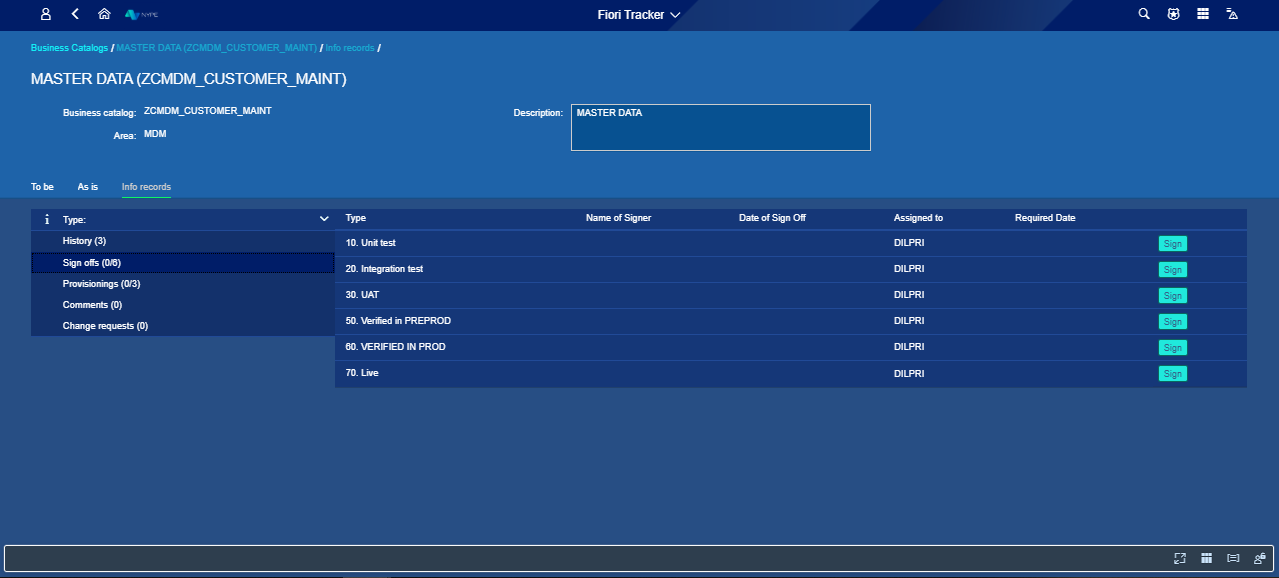 NYPE
Fiori Tracker
Business Catalogs / MASTER DATA (ZCMDM_CUSTOMER_MAINT) / Info records /
MASTER DATA (ZCMDM_CUSTOMER_MAINT)
Business catalog: ZCMDM_CUSTOMER_MAINT
Area: MDM
Description: MASTER DATA
To be As is Info records
Type:
History (3)
Sign offs (0/6)
Provisionings (0/3)
Comments (0)
Change requests (0)
Type Name of Signer Date of Sign Off Assigned to Required Date
10. Unit test DILPRI Sign
20. Integration test DILPRI Sign
30. UAT DILPRI Sign
50. Verified in PREPROD DILPRI Sign
60. VERIFIED IN PROD DILPRI Sign
70. Live DILPRI Sign